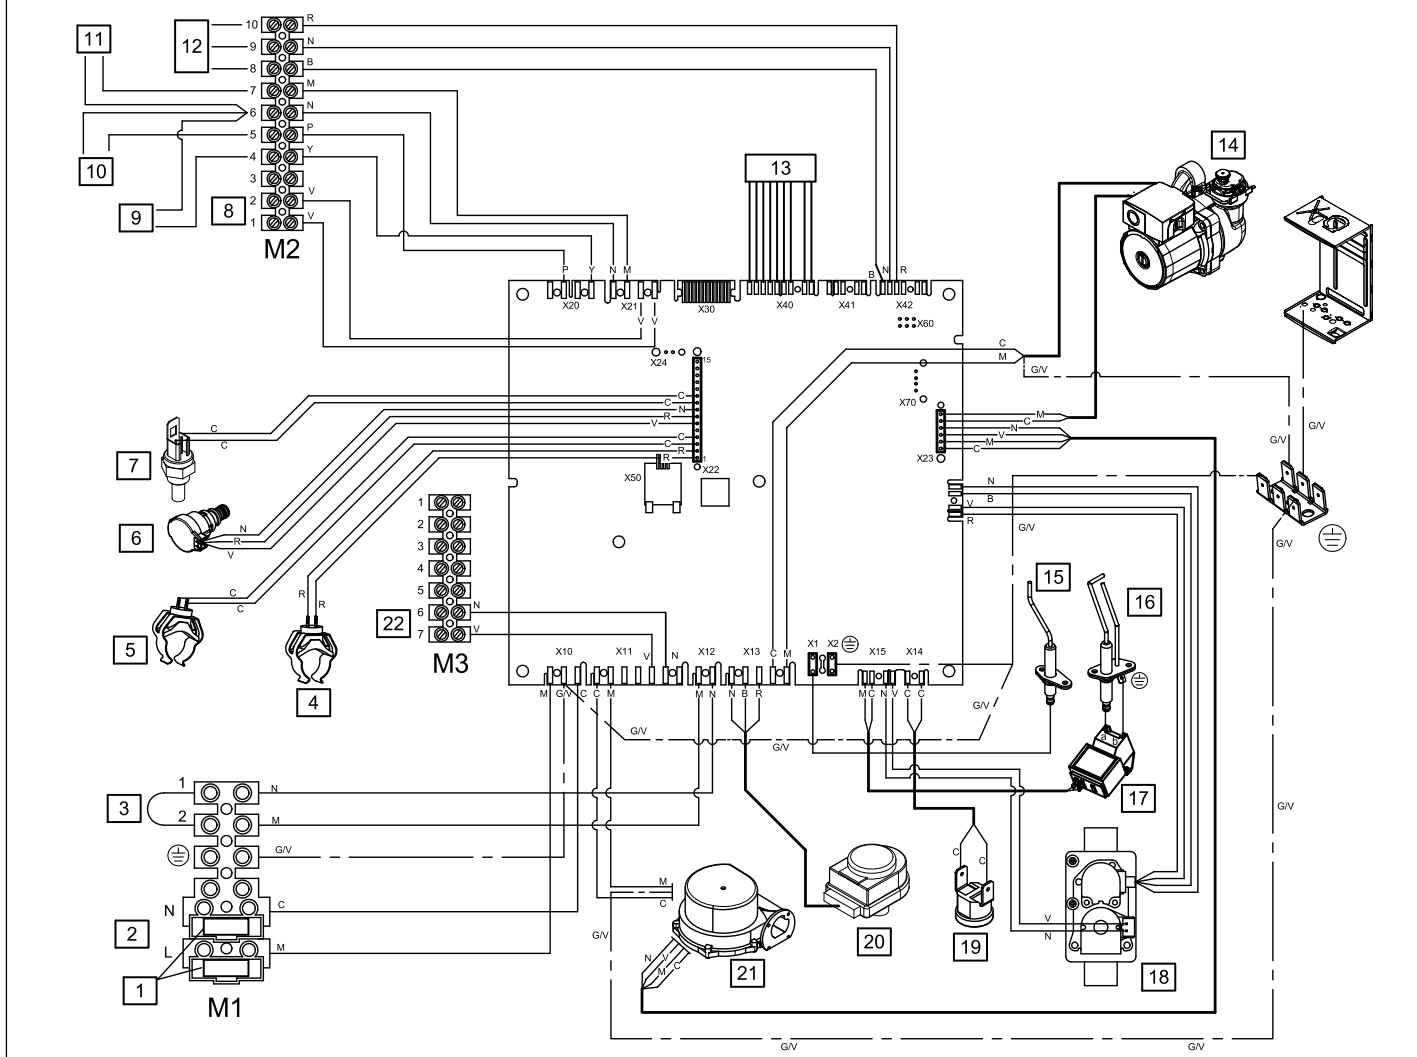 10 R
11
12
9 N
8 B
7 M
6 N
5 P
10
4 Y
3
9
8
2 V
1 V
M2
13
14
P Y N M
B N R
X20 X21 X30 X40 X41 X42
V V
X60
X24
15
C
M
G/V
X70
C
C
N
R
V
C
C
R
R 1
X50 X22
M
C
N
V
M
C
X23
G/V G/V
7
C
C
6
N
R
V
1
2
3
4
5
6 N
7 V
22
M3
N
B
V
R
G/V
G/V
15
16
5
C
C
R R
4
X10 X11 V N X12 X13 C M X1 X2 X15 X14
M G/V C C M M N N B R M C N V C C
G/V
G/V
G/V
a b
17
3
1 N
2 M
G/V
G/V
N C
2
L M
1
M1
M
C
G/V
N V M C
21
20
C C
19
V
N
18
G/V
G/V